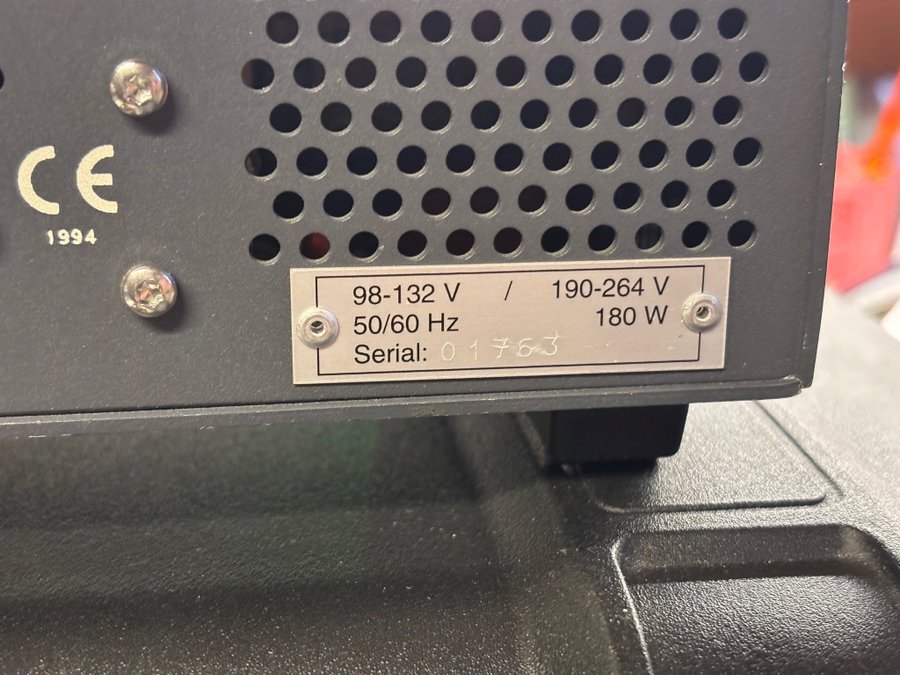 CE
1994
98-132 V / 190-264 V
50/60 Hz 180 W
Serial: 01763